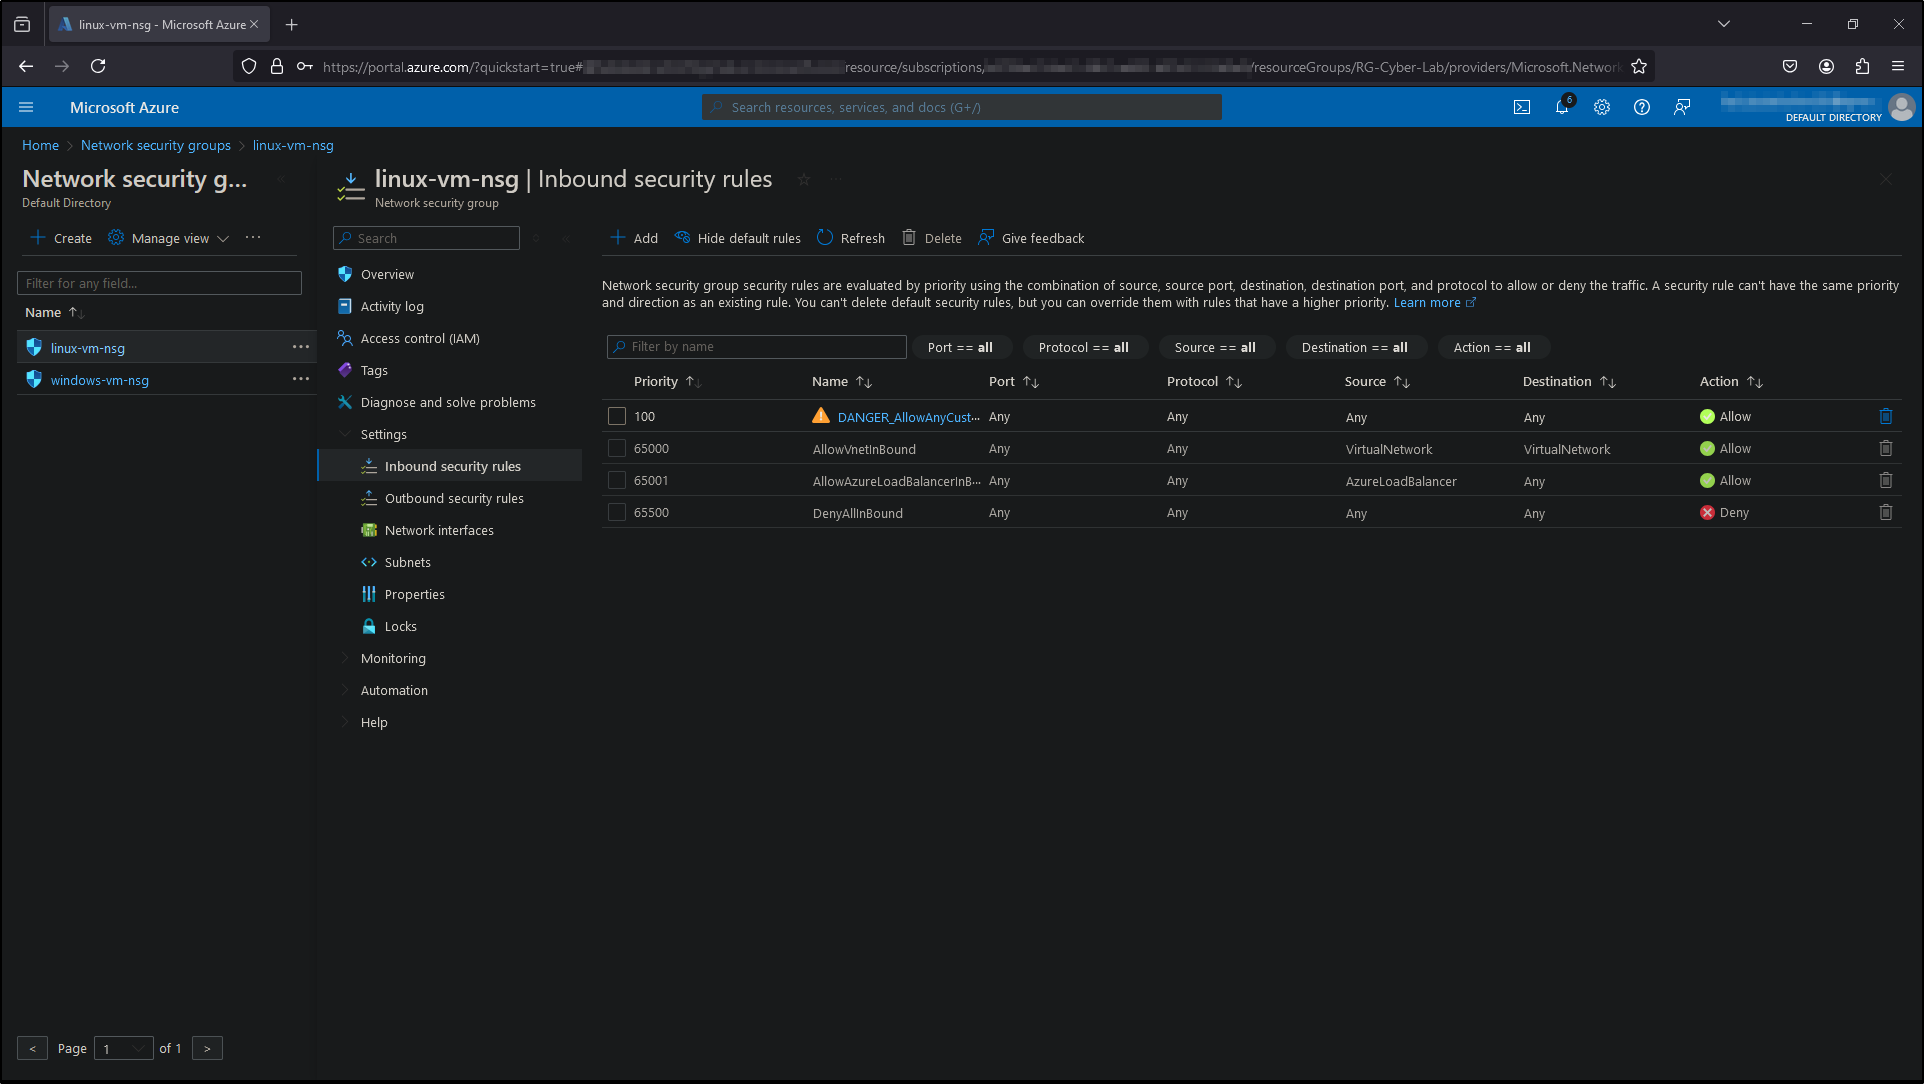 linux-vm-nsg - Microsoft Azure
https://portal.azure.com/?quickstart=true# resource/subscriptions, /resourceGroups/RG-Cyber-Lab/providers/Microsoft.Network
Microsoft Azure
Search resources, services, and docs (G+/)
6
DEFAULT DIRECTORY
Home > Network security groups > linux-vm-nsg
Network security g...
Default Directory
+ Create
Manage view
...
Filter for any field...
Name
linux-vm-nsg
windows-vm-nsg
< Page 1 of 1 >
linux-vm-nsg | Inbound security rules
Network security group
Search
Overview
Activity log
Access control (IAM)
Tags
Diagnose and solve problems
Settings
Inbound security rules
Outbound security rules
Network interfaces
Subnets
Properties
Locks
Monitoring
Automation
Help
+ Add Hide default rules Refresh Delete Give feedback
Network security group security rules are evaluated by priority using the combination of source, source port, destination, destination port, and protocol to allow or deny the traffic. A security rule can't have the same priority
and direction as an existing rule. You can't delete default security rules, but you can override them with rules that have a higher priority. Learn more
Filter by name Port == all Protocol == all Source == all Destination == all Action == all
Priority Name Port Protocol Source Destination Action
100 DANGER_AllowAnyCust... Any Any Any Any Allow
65000 AllowVnetInBound Any Any VirtualNetwork VirtualNetwork Allow
65001 AllowAzureLoadBalancerInB... Any Any AzureLoadBalancer Any Allow
65500 DenyAllInBound Any Any Any Any Deny